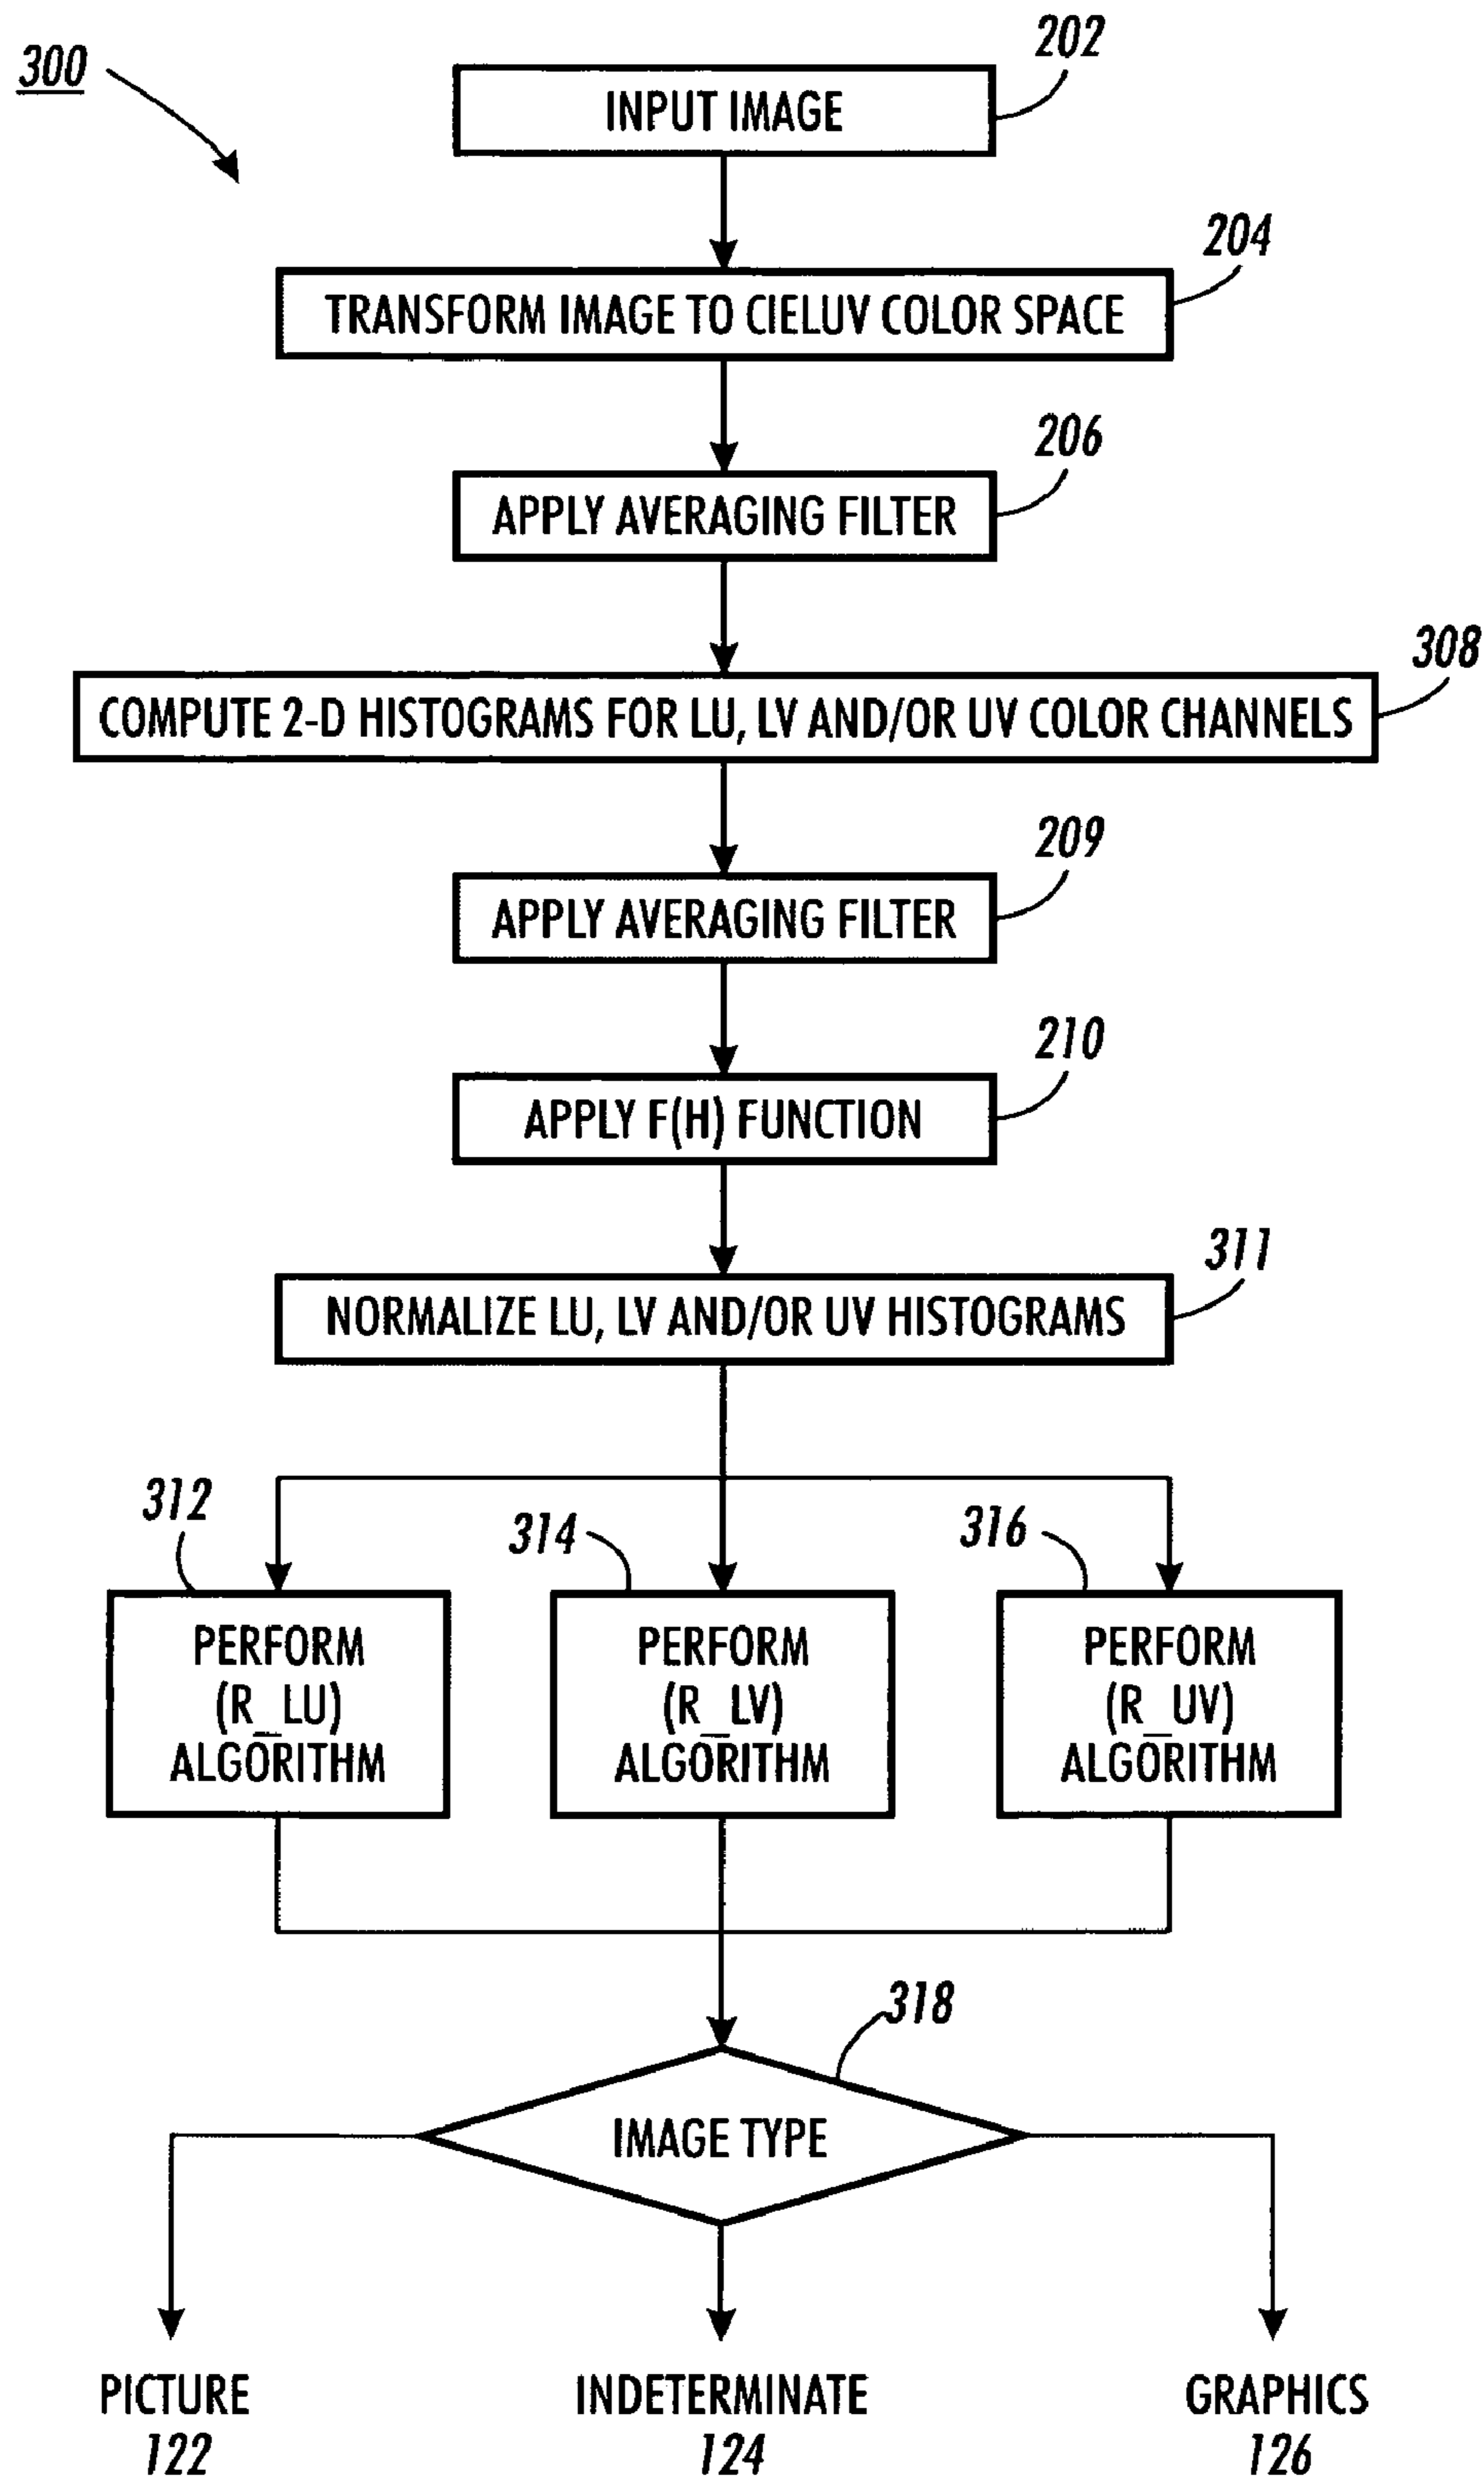 300
202
INPUT IMAGE
204
TRANSFORM IMAGE TO CIELUV COLOR SPACE
206
APPLY AVERAGING FILTER
308
COMPUTE 2-D HISTOGRAMS FOR LU, LV AND/OR UV COLOR CHANNELS
209
APPLY AVERAGING FILTER
210
APPLY F(H) FUNCTION
311
NORMALIZE LU, LV AND/OR UV HISTOGRAMS
312
PERFORM
(R_LU)
ALGORITHM
314
PERFORM
(R_LV)
ALGORITHM
316
PERFORM
(R_UV)
ALGORITHM
318
IMAGE TYPE
PICTURE
122
INDETERMINATE
124
GRAPHICS
126